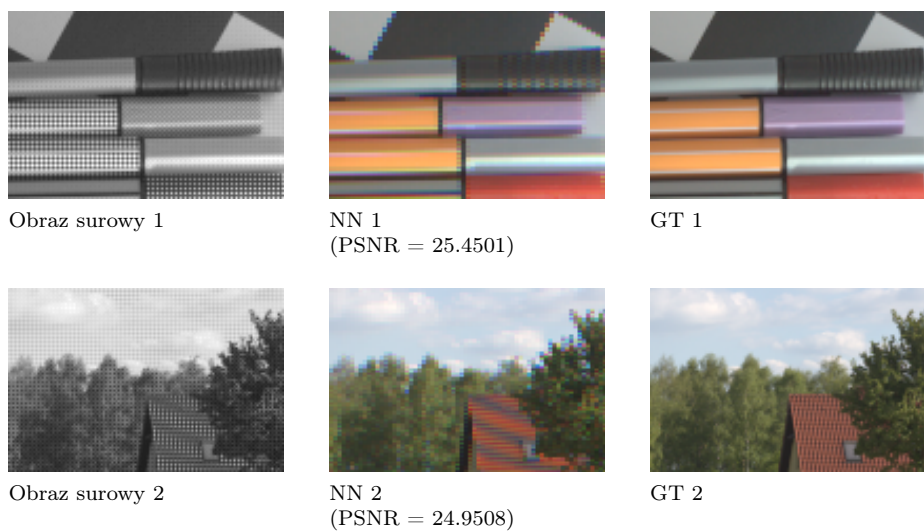 Obraz surowy 1
NN 1
(PSNR = 25.4501)
GT 1
Obraz surowy 2
NN 2
(PSNR = 24.9508)
GT 2